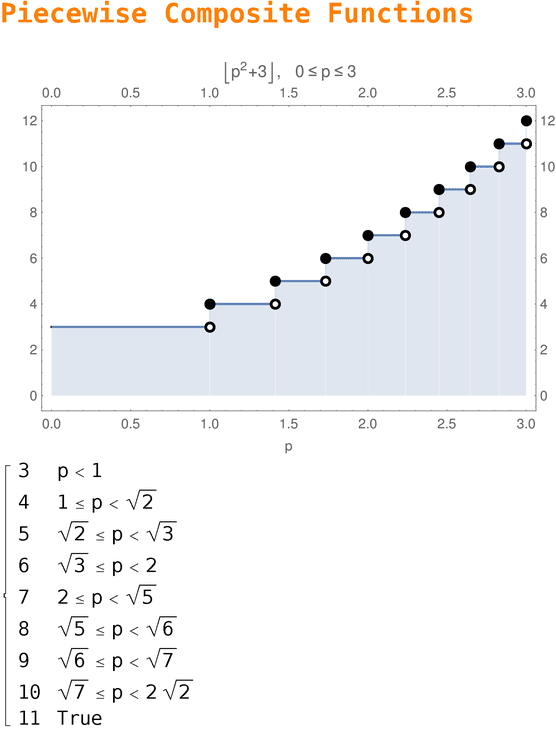 Piecewise Composite Functions
⌊p²+3⌋, 0 ≤ p ≤ 3
0.0 0.5 1.0 1.5 2.0 2.5 3.0
12 12
10 10
8 8
6 6
4 4
2 2
0 0
0.0 0.5 1.0 1.5 2.0 2.5 3.0
p
3 p < 1
4 1 ≤ p < √2
5 √2 ≤ p < √3
6 √3 ≤ p < 2
7 2 ≤ p < √5
8 √5 ≤ p < √6
9 √6 ≤ p < √7
10 √7 ≤ p < 2 √2
11 True